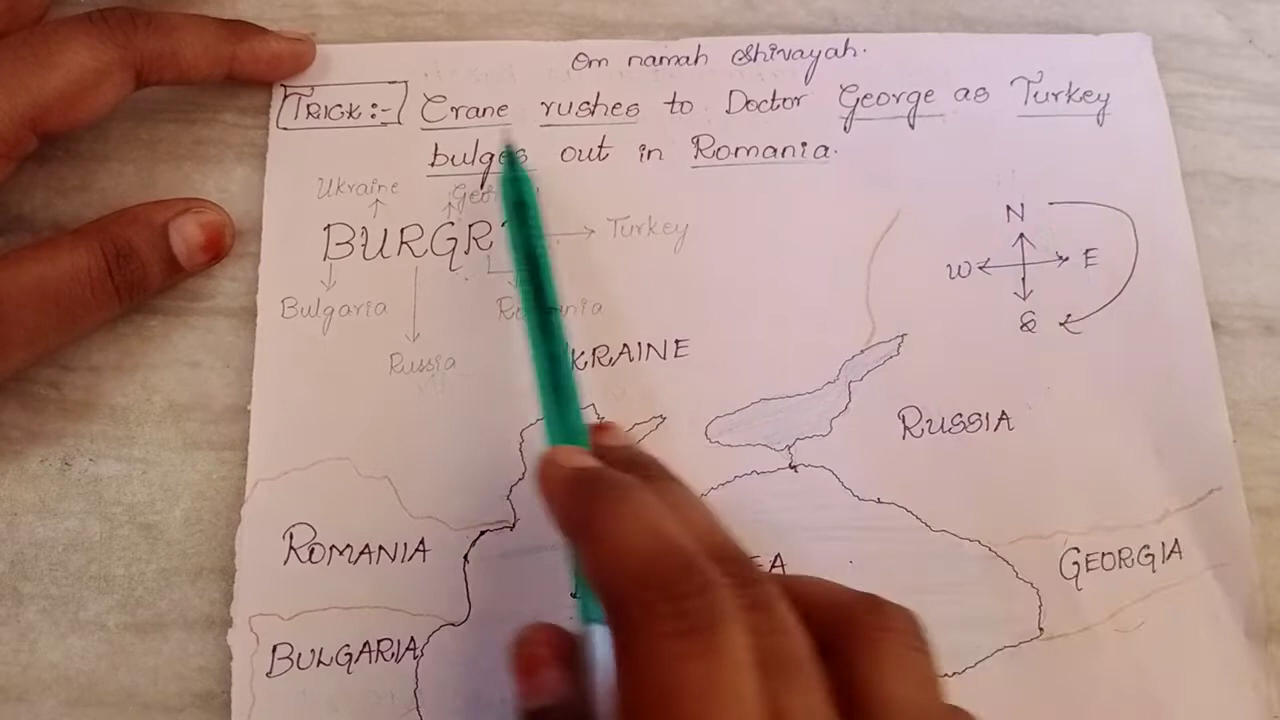 Om namah Shivayah.
TRICK:- Crane rushes to Doctor George as Turkey
bulges out in Romania.
Ukraine
BURGR
Turkey
Bulgaria
Russia
N
W E
S
RUSSIA
ROMANIA
GEORGIA
BULGARIA